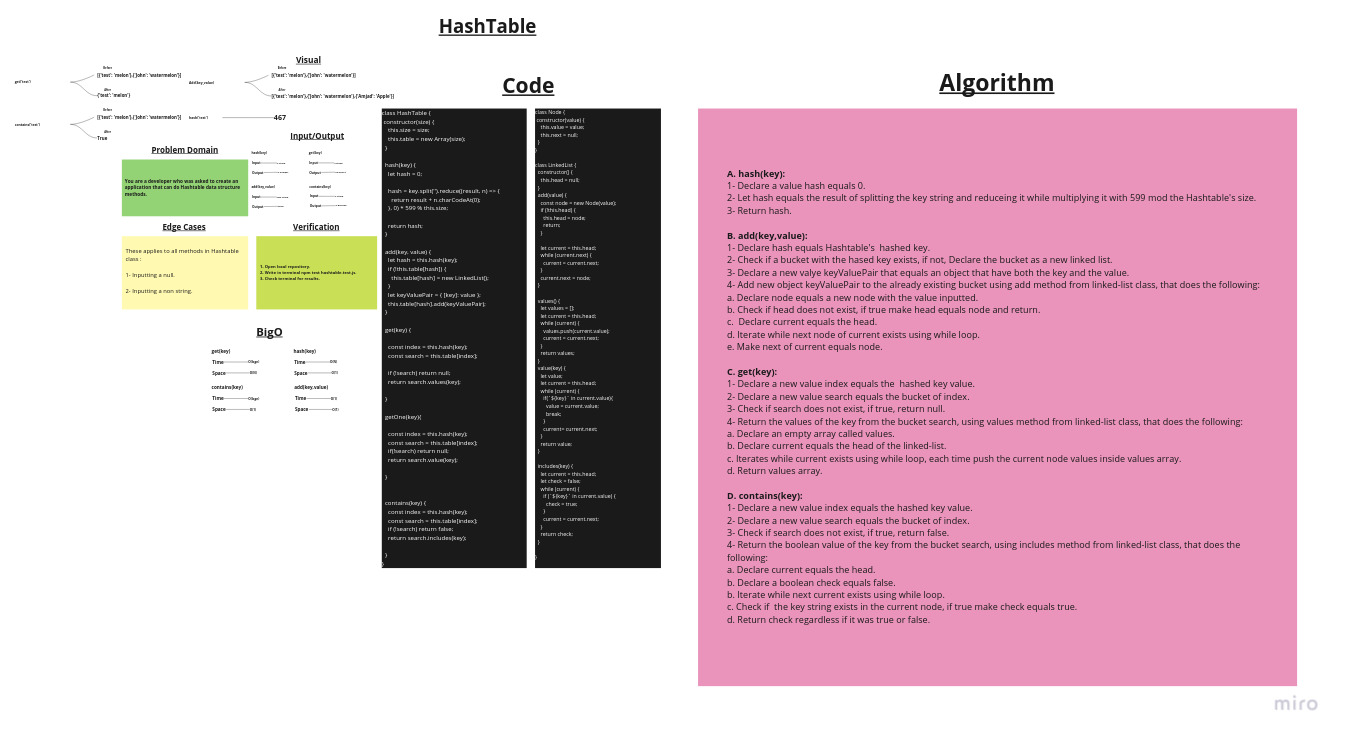 HashTable
Visual
get('test')
Before
[{'test': 'melon'},{'John': 'watermelon'}]
After
{'test': 'melon'}
Add(key,value)
Before
[{'test': 'melon'},{'John': 'watermelon'}]
After
[{'test': 'melon'},{'John': 'watermelon'},{'Amjad': 'Apple'}]
contains('test')
Before
[{'test': 'melon'},{'John': 'watermelon'}]
After
True
hash('test')
467
Input/Output
hash(key)
Input
Output
get(key)
Input
Output
add(key,value)
Input
Output
contains(key)
Input
Output
Problem Domain
You are a developer who was asked to create an
application that can do Hashtable data structure
methods.
Edge Cases
These applies to all methods in Hashtable
class :
1- Inputting a null.
2- Inputting a non string.
Verification
1. Open local repository.
2. Write in terminal npm test hashtable.test.js.
3. Check terminal for results.
BigO
get(key)
Time
Space
hash(key)
Time
Space
contains(key)
Time
Space
add(key,value)
Time
Space
Code
class HashTable {
constructor(size) {
this.size = size;
this.table = new Array(size);
}
hash(key) {
let hash = 0;
hash = key.split('').reduce((result, n) => {
return result + n.charCodeAt(0);
}, 0) * 599 % this.size;
return hash;
}
add(key, value) {
let hash = this.hash(key);
if (!this.table[hash]) {
this.table[hash] = new LinkedList();
}
let keyValuePair = { [key]: value };
this.table[hash].add(keyValuePair);
}
get(key) {
const index = this.hash(key);
const search = this.table[index];
if (!search) return null;
return search.values(key);
}
getOne(key){
const index = this.hash(key);
const search = this.table[index];
if(!search) return null;
return search.value(key);
}
contains(key) {
const index = this.hash(key);
const search = this.table[index];
if (!search) return false;
return search.includes(key);
}
}
class Node {
constructor(value) {
this.value = value;
this.next = null;
}
}
class LinkedList {
constructor() {
this.head = null;
}
add(value) {
const node = new Node(value);
if (!this.head) {
this.head = node;
return;
}
let current = this.head;
while (current.next) {
current = current.next;
}
current.next = node;
}
values() {
let values = [];
let current = this.head;
while (current) {
values.push(current.value);
current = current.next;
}
return values;
}
value(key) {
let value;
let current = this.head;
while (current) {
if(`${key}` in current.value){
value = current.value;
break;
}
current= current.next;
}
return value;
}
includes(key) {
let current = this.head;
let check = false;
while (current) {
if (`${key}` in current.value) {
check = true;
}
current = current.next;
}
return check;
}
}
Algorithm
A. hash(key):
1- Declare a value hash equals 0.
2- Let hash equals the result of splitting the key string and reduceing it while multiplying it with 599 mod the Hashtable's size.
3- Return hash.
B. add(key,value):
1- Declare hash equals Hashtable's hashed key.
2- Check if a bucket with the hased key exists, if not, Declare the bucket as a new linked list.
3- Declare a new valye keyValuePair that equals an object that have both the key and the value.
4- Add new object keyValuePair to the already existing bucket using add method from linked-list class, that does the following:
a. Declare node equals a new node with the value inputted.
b. Check if head does not exist, if true make head equals node and return.
c. Declare current equals the head.
d. Iterate while next node of current exists using while loop.
e. Make next of current equals node.
C. get(key):
1- Declare a new value index equals the hashed key value.
2- Declare a new value search equals the bucket of index.
3- Check if search does not exist, if true, return null.
4- Return the values of the key from the bucket search, using values method from linked-list class, that does the following:
a. Declare an empty array called values.
b. Declare current equals the head of the linked-list.
c. Iterates while current exists using while loop, each time push the current node values inside values array.
d. Return values array.
D. contains(key):
1- Declare a new value index equals the hashed key value.
2- Declare a new value search equals the bucket of index.
3- Check if search does not exist, if true, return false.
4- Return the boolean value of the key from the bucket search, using includes method from linked-list class, that does the
following:
a. Declare current equals the head.
b. Declare a boolean check equals false.
b. Iterate while next current exists using while loop.
c. Check if the key string exists in the current node, if true make check equals true.
d. Return check regardless if it was true or false.
miro